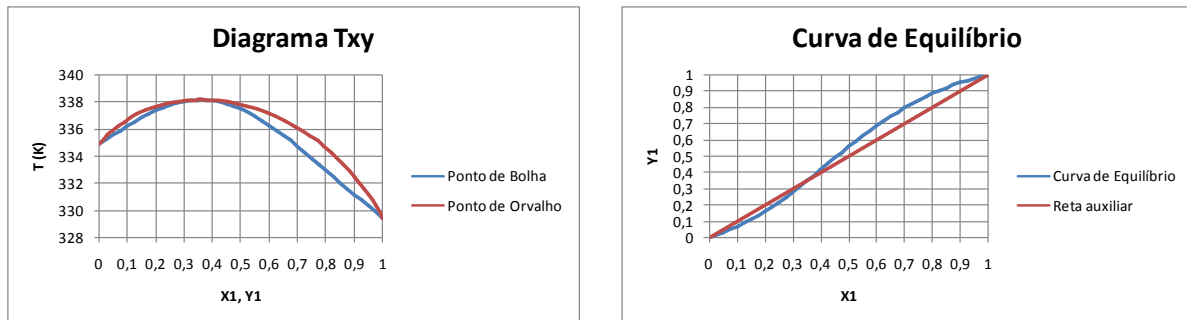 Diagrama Txy
340
338
336
334
332
330
328
T (K)
0 0,1 0,2 0,3 0,4 0,5 0,6 0,7 0,8 0,9 1
X1, Y1
Ponto de Bolha
Ponto de Orvalho
Curva de Equilíbrio
1
0,9
0,8
0,7
0,6
0,5
0,4
0,3
0,2
0,1
0
Y1
0 0,1 0,2 0,3 0,4 0,5 0,6 0,7 0,8 0,9 1
X1
Curva de Equilíbrio
Reta auxiliar